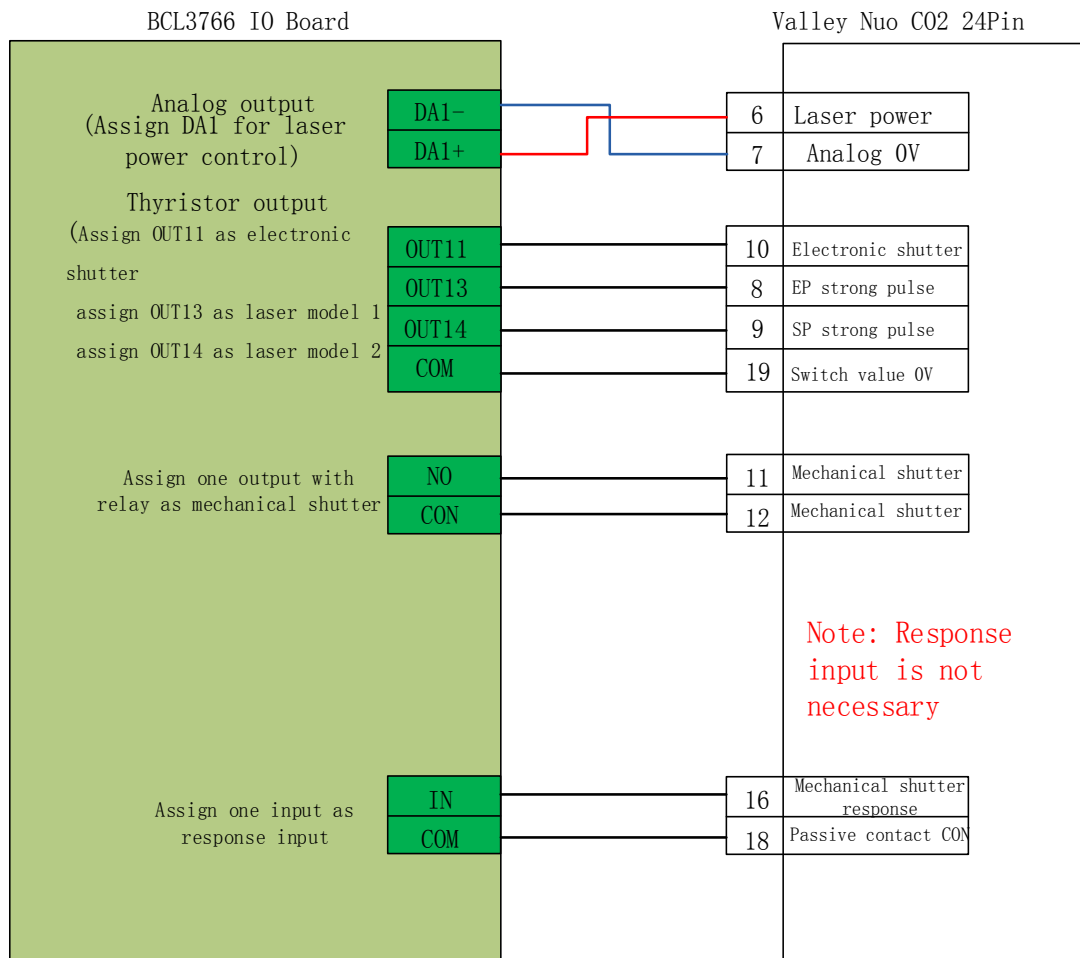 BCL3766 IO Board
Valley Nuo CO2 24Pin
Analog output
(Assign DA1 for laser
power control)
DA1-
DA1+
6 Laser power
7 Analog 0V
Thyristor output
(Assign OUT11 as electronic
shutter
assign OUT13 as laser model 1
assign OUT14 as laser model 2
OUT11
OUT13
OUT14
COM
10 Electronic shutter
8 EP strong pulse
9 SP strong pulse
19 Switch value 0V
Assign one output with
relay as mechanical shutter
NO
CON
11 Mechanical shutter
12 Mechanical shutter
Note: Response
input is not
necessary
Assign one input as
response input
IN
COM
16 Mechanical shutter
response
18 Passive contact CON